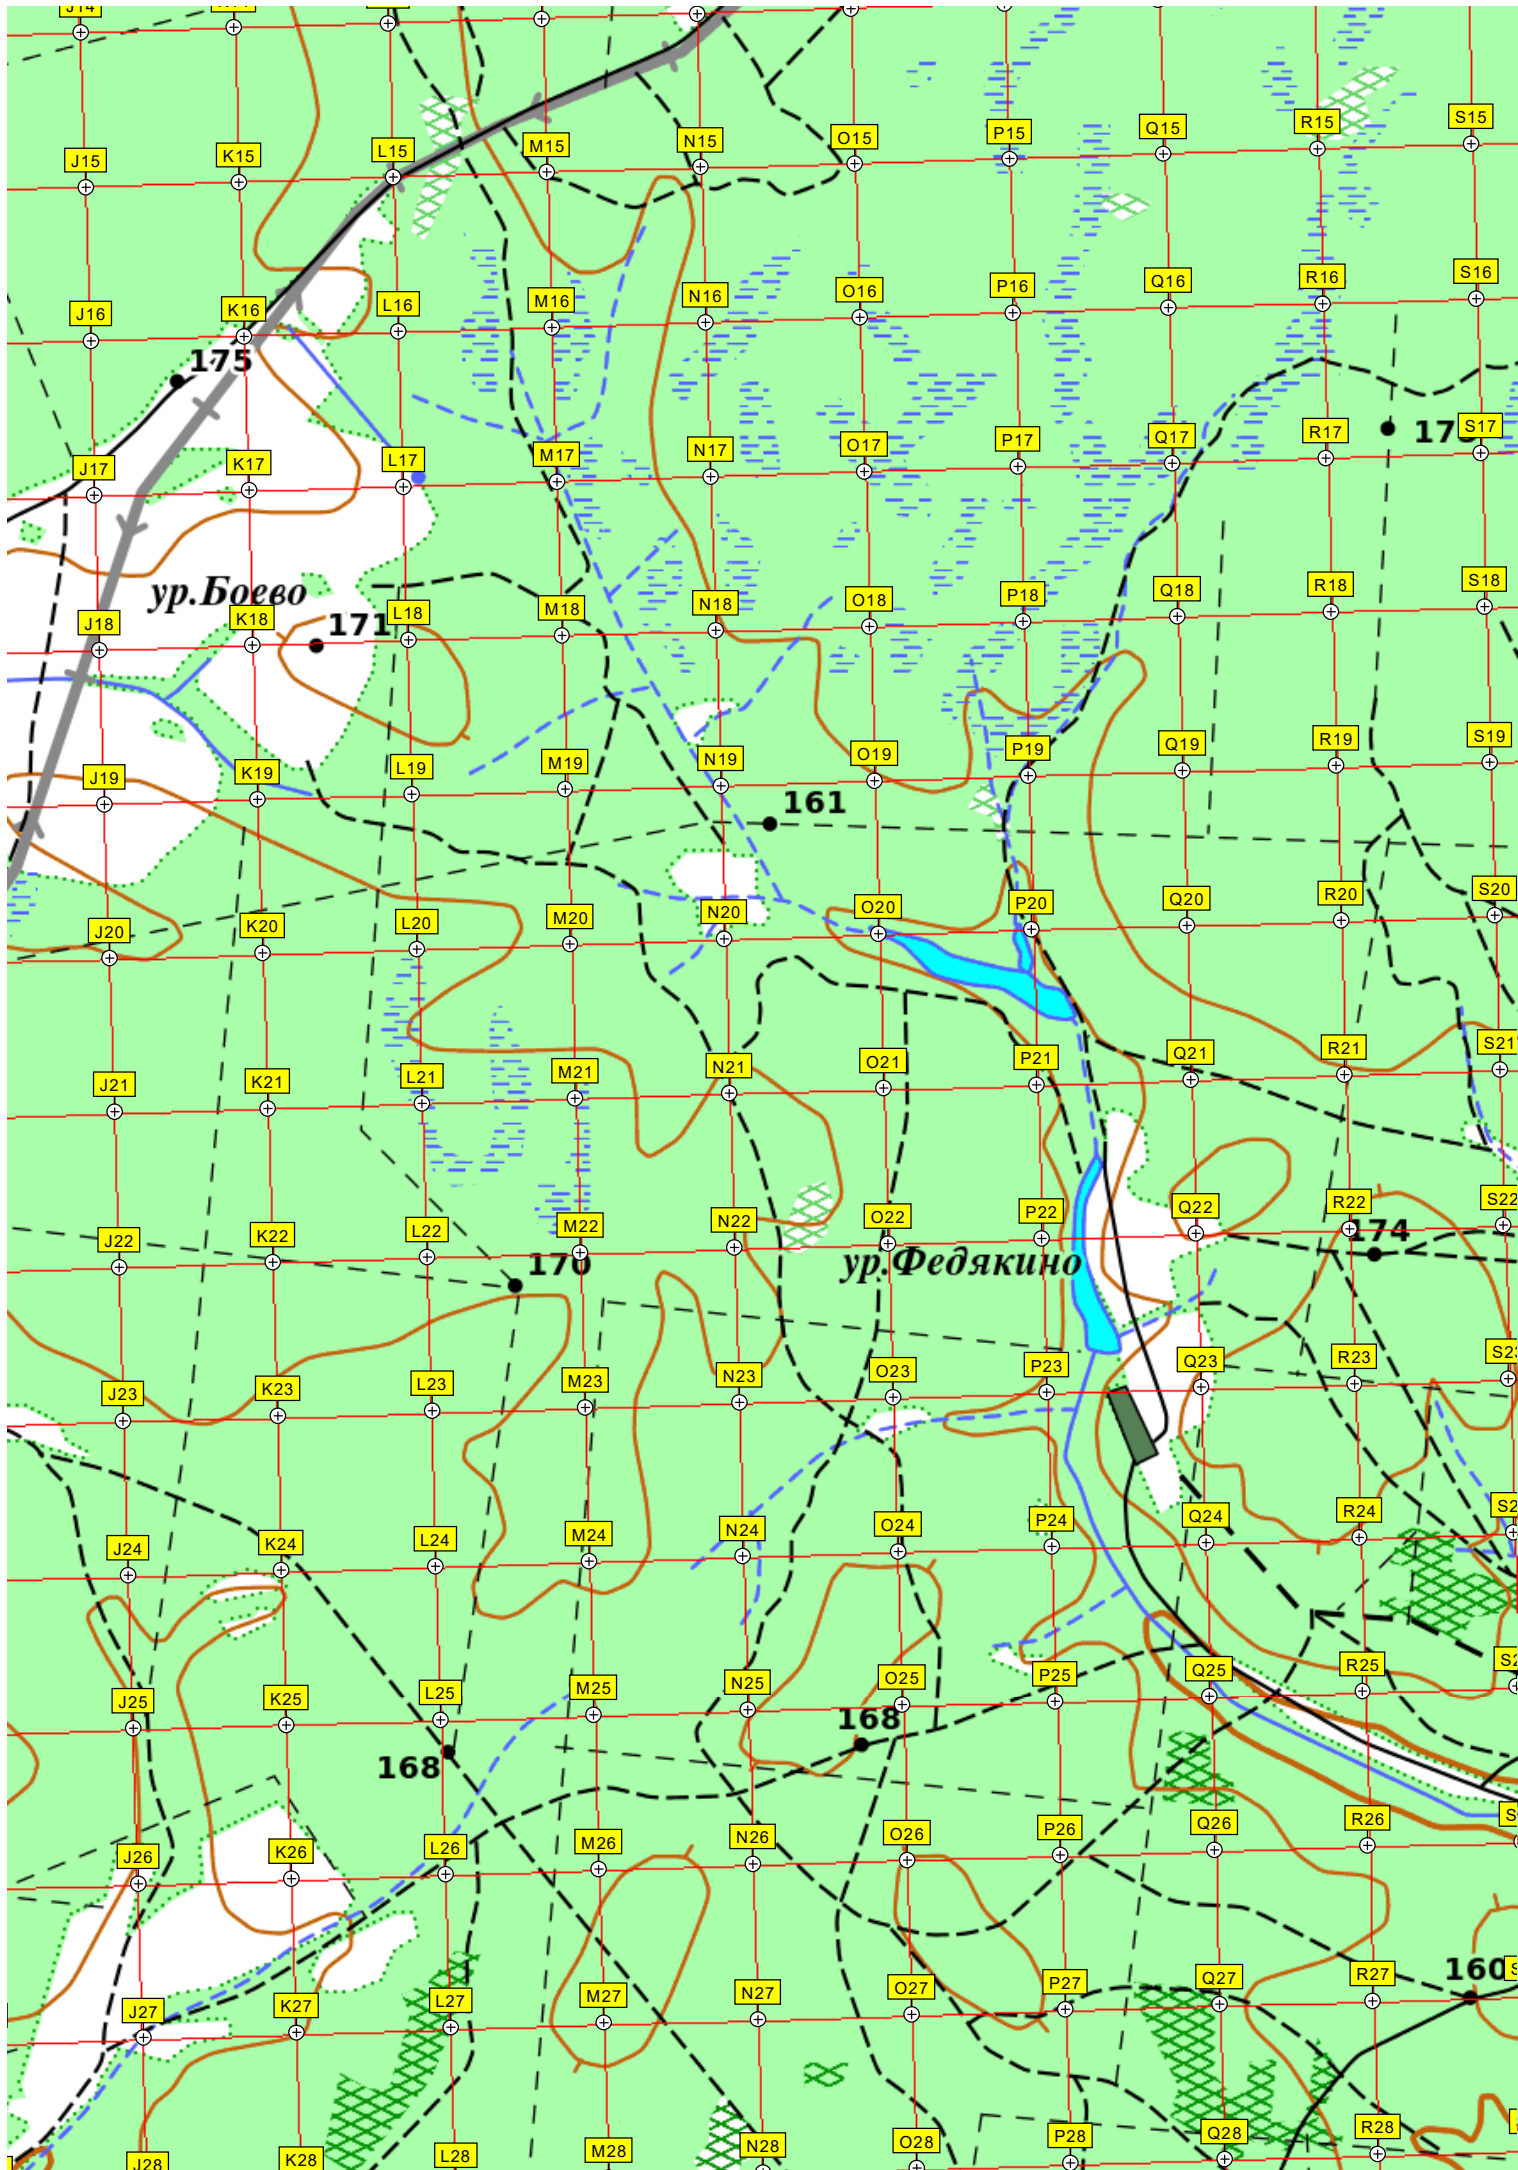 J14
L15 M15 N15 O15 P15 Q15 R15 S15
J15 K15
J16 K16 L16 M16 N16 O16 P16 Q16 R16 S16
175
J17 K17 L17 M17 N17 O17 P17 Q17 R17 S17
ур.Боево
J18 K18 L18 M18 N18 O18 P18 Q18 R18 S18
171
J19 K19 L19 M19 N19 O19 P19 Q19 R19 S19
161
J20 K20 L20 M20 N20 O20 P20 Q20 R20 S20
J21 K21 L21 M21 N21 O21 P21 Q21 R21 S21
J22 K22 L22 M22 N22 O22 P22 Q22 R22 S22
174
170
ур.Федякино
J23 K23 L23 M23 N23 O23 P23 Q23 R23
J24 K24 L24 M24 N24 O24 P24 Q24 R24
J25 K25 L25 M25 N25 O25 P25 Q25 R25
168
168
J26 K26 L26 M26 N26 O26 P26 Q26 R26
J27 K27 L27 M27 N27 O27 P27 Q27 R27
160
J28 K28 L28 M28 N28 O28 P28 Q28 R28